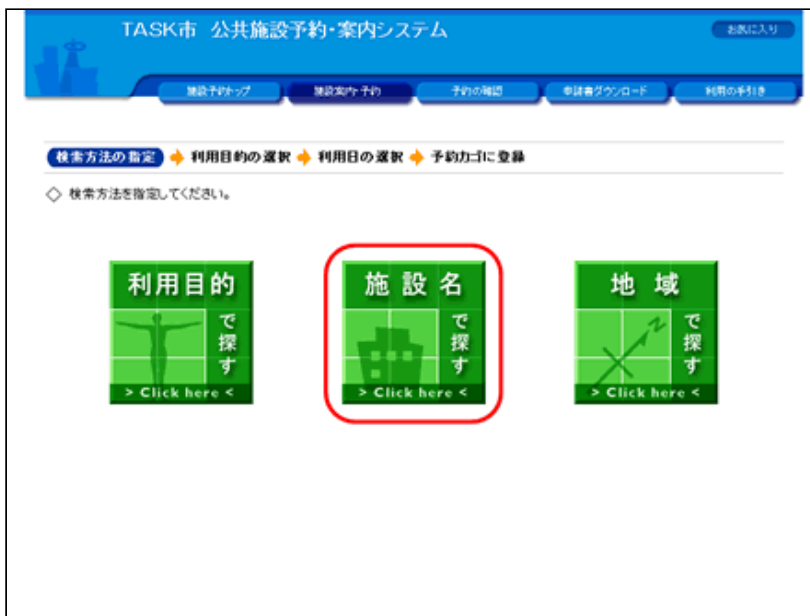 TASK市 公共施設予約・案内システム
お気に入り
施設予約トップ
施設案内・予約
予約の確認
申請書ダウンロード
利用の手引き
検索方法の指定 利用目的の選択 利用日の選択 予約カゴに登録
◇ 検索方法を指定してください。
利用目的
で探す
> Click here <
施設名
で探す
> Click here <
地域
で探す
> Click here <